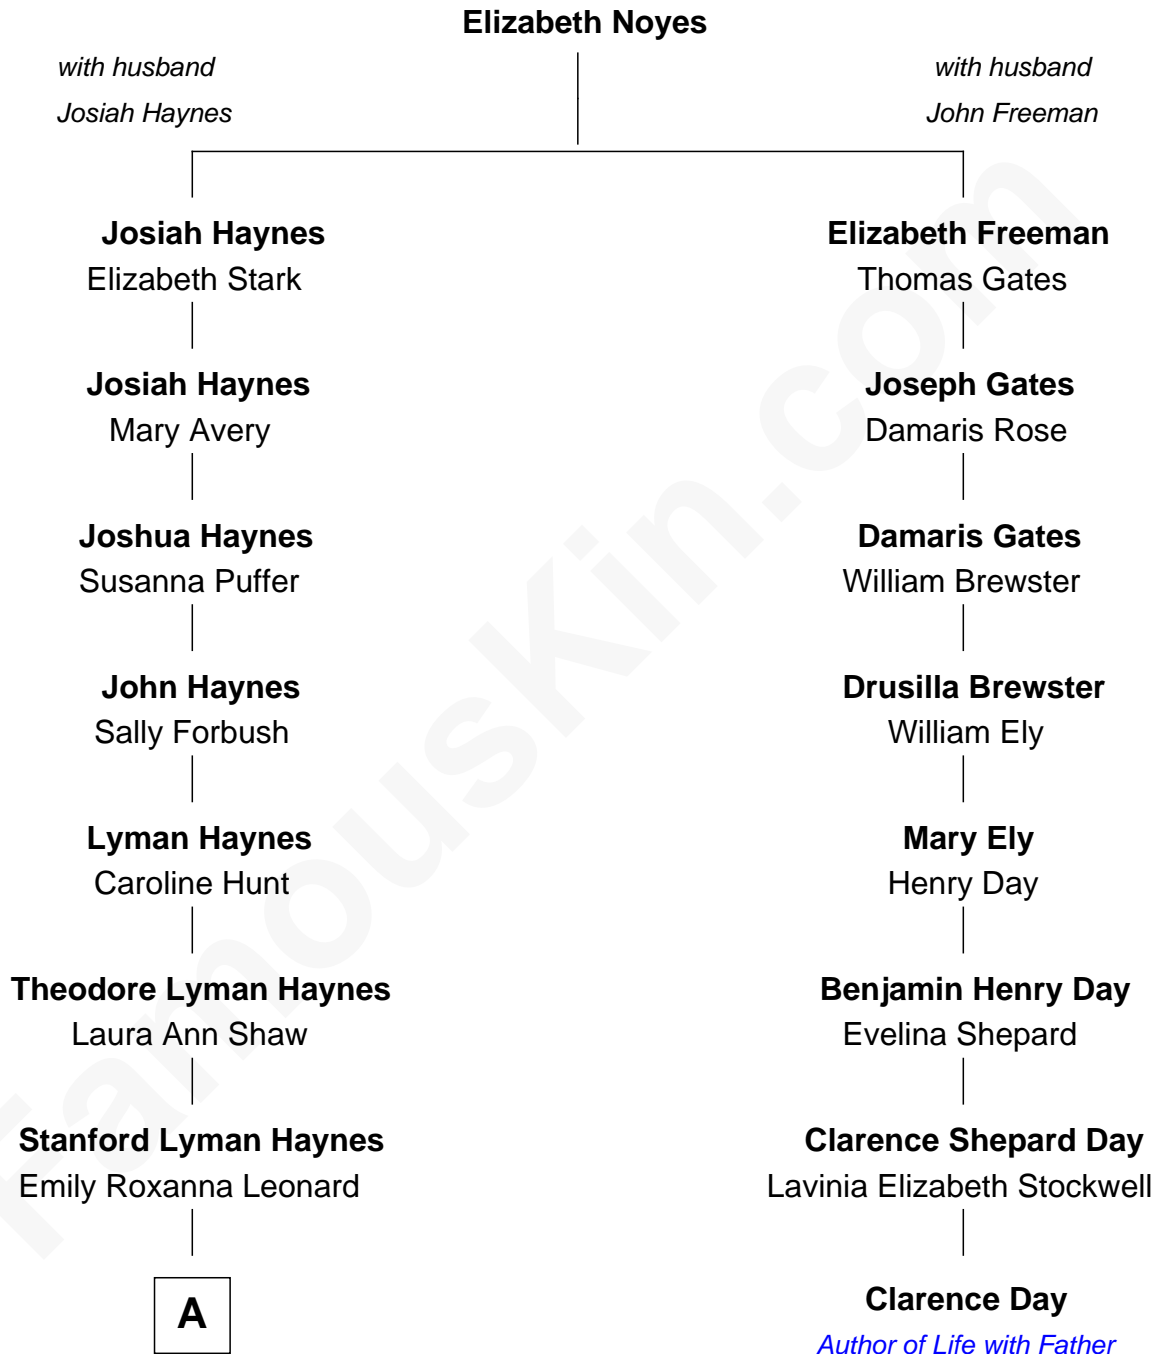 Elizabeth Noyes
with husband
Josiah Haynes
with husband
John Freeman
Josiah Haynes
Elizabeth Stark
Elizabeth Freeman
Thomas Gates
Josiah Haynes
Mary Avery
Joseph Gates
Damaris Rose
Joshua Haynes
Susanna Puffer
Damaris Gates
William Brewster
John Haynes
Sally Forbush
Drusilla Brewster
William Ely
Lyman Haynes
Caroline Hunt
Mary Ely
Henry Day
Theodore Lyman Haynes
Laura Ann Shaw
Benjamin Henry Day
Evelina Shepard
Stanford Lyman Haynes
Emily Roxanna Leonard
Clarence Shepard Day
Lavinia Elizabeth Stockwell
A
Clarence Day
Author of Life with Father
FamousKin.com